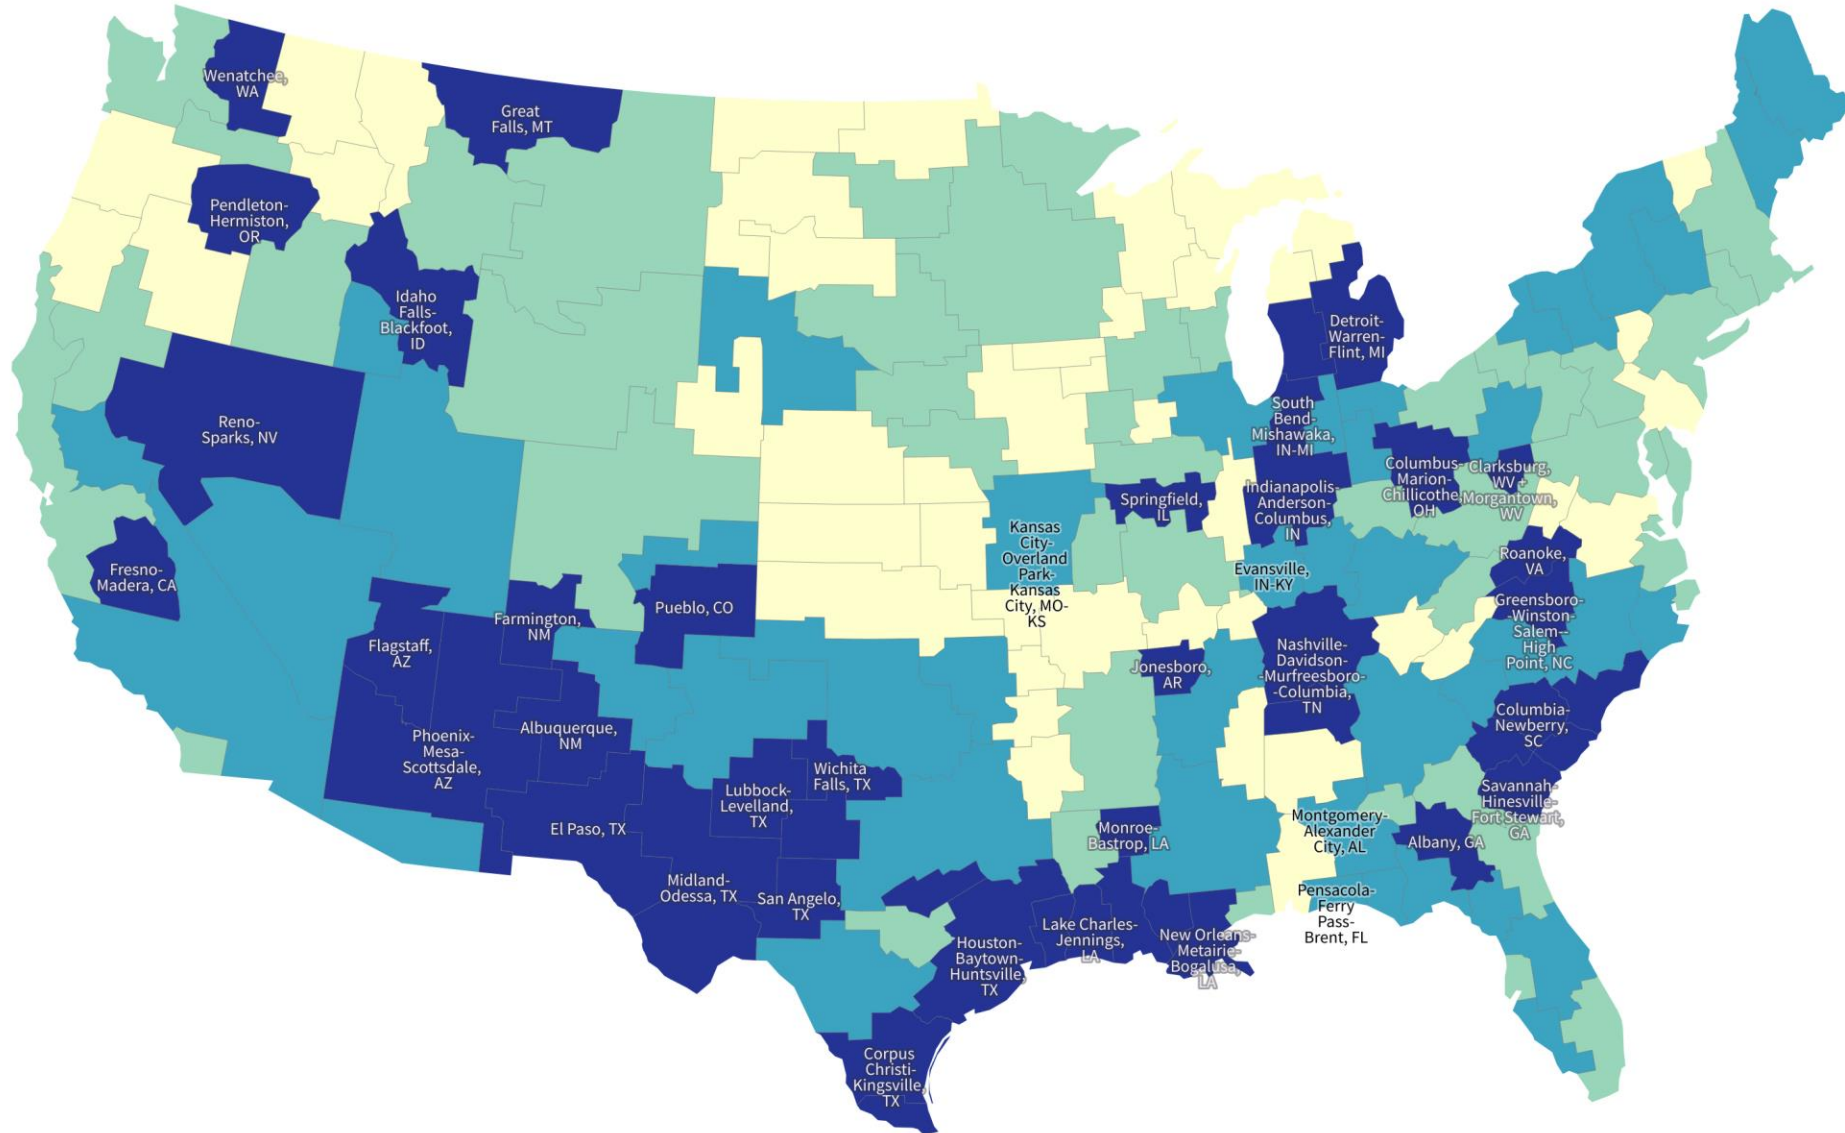 Wenatchee,
WA
Great
Falls, MT
Pendleton-
Hermiston,
OR
Idaho
Falls-
Blackfoot,
ID
Detroit-
Warren-
Flint, MI
Reno-
Sparks, NV
South
Bend-
Mishawaka,
IN-MI
Columbus-
Marion-
Chillicothe,
OH
Clarksburg,
WV +
Morgantown,
WV
Springfield,
IL
Indianapolis-
Anderson-
Columbus,
IN
Kansas
City-
Overland
Park-
Kansas
City, MO-
KS
Fresno-
Madera, CA
Evansville,
IN-KY
Roanoke,
VA
Pueblo, CO
Farmington,
NM
Greensboro-
-Winston-
Salem--
High
Point, NC
Flagstaff,
AZ
Jonesboro,
AR
Nashville-
Davidson-
-Murfreesboro-
-Columbia,
TN
Albuquerque,
NM
Phoenix-
Mesa-
Scottsdale,
AZ
Columbia-
Newberry,
SC
Wichita
Falls, TX
Lubbock-
Levelland,
TX
Savannah-
Hinesville-
Fort Stewart,
GA
El Paso, TX
Monroe-
Bastrop, LA
Montgomery-
Alexander
City, AL
Albany, GA
Midland-
Odessa, TX
San Angelo,
TX
Pensacola-
Ferry
Pass-
Brent, FL
Houston-
Baytown-
Huntsville,
TX
Lake Charles-
Jennings,
LA
New Orleans-
Metairie-
Bogalusa,
LA
Corpus
Christi-
Kingsville,
TX